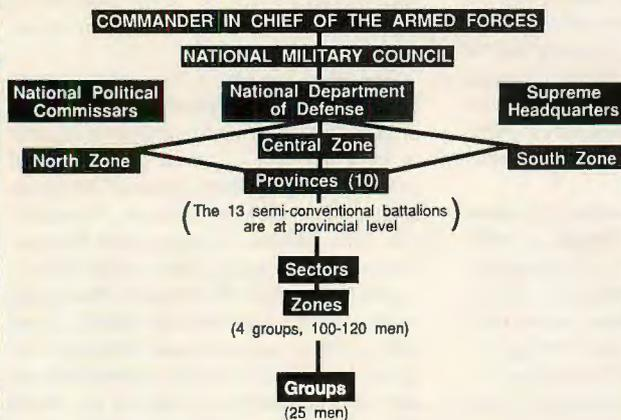 COMMANDER IN CHIEF OF THE ARMED FORCES
NATIONAL MILITARY COUNCIL
National Political
Commissars
National Department
of Defense
Supreme
Headquarters
North Zone
Central Zone
South Zone
Provinces (10)
(The 13 semi-conventional battalions
are at provincial level)
Sectors
Zones
(4 groups, 100-120 men)
Groups
(25 men)